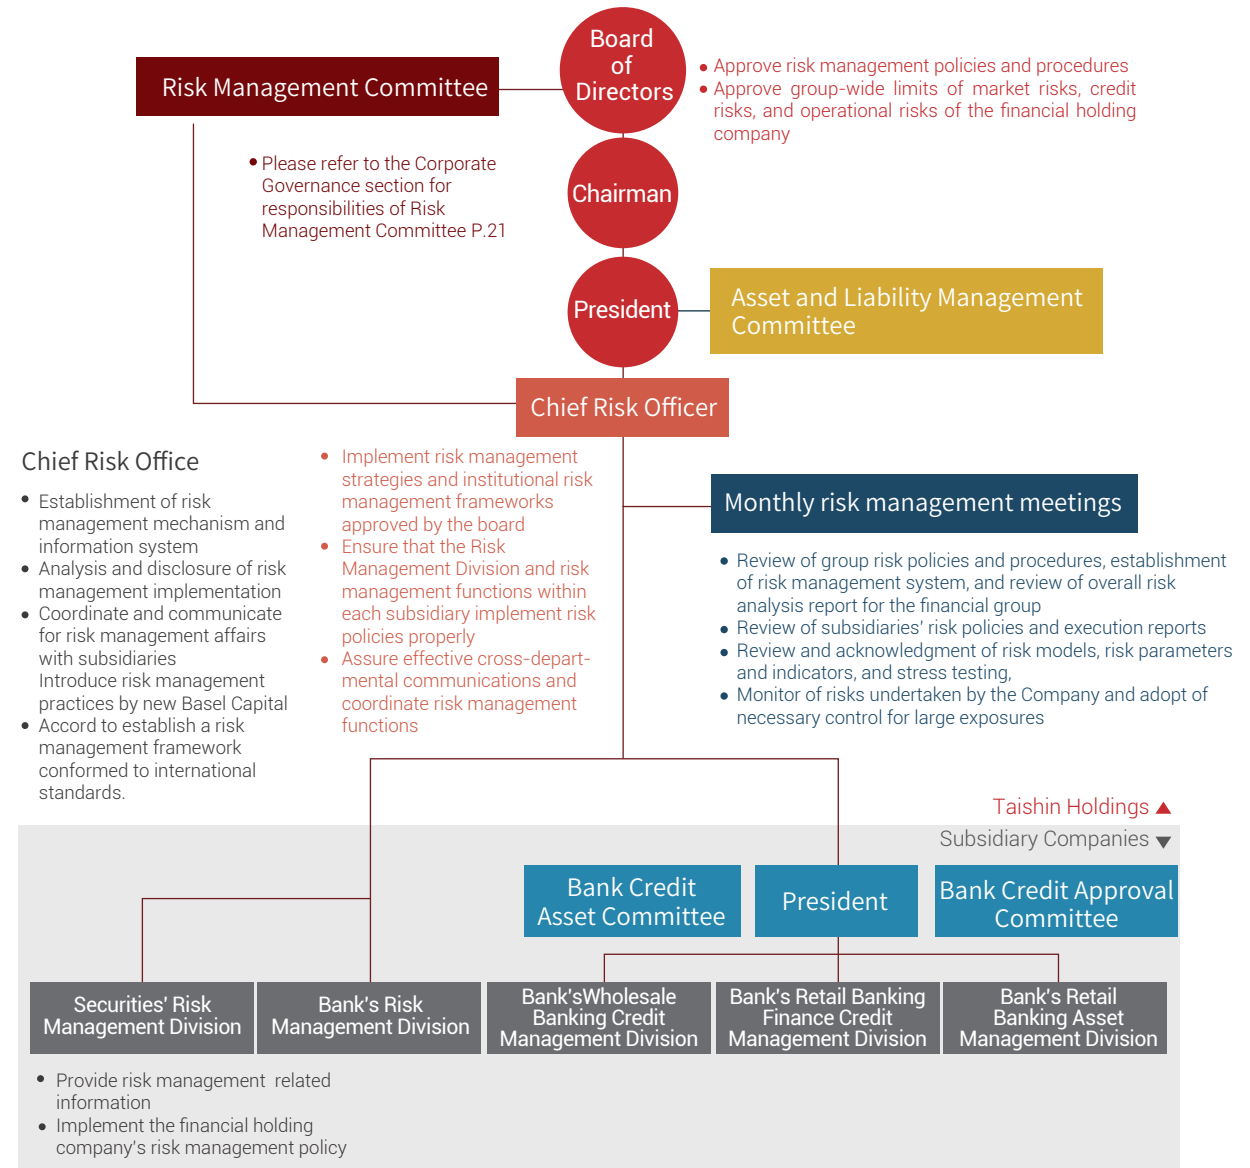 Board
of
Directors
Risk Management Committee
• Approve risk management policies and procedures
• Approve group-wide limits of market risks, credit
risks, and operational risks of the financial holding
company
• Please refer to the Corporate
Governance section for
responsibilities of Risk
Management Committee P.21
Chairman
President
Asset and Liability Management
Committee
Chief Risk Officer
Chief Risk Office
• Establishment of risk
management mechanism and
information system
• Analysis and disclosure of risk
management implementation
• Coordinate and communicate
for risk management affairs
with subsidiaries
Introduce risk management
practices by new Basel Capital
• Accord to establish a risk
management framework
conformed to international
standards.
• Implement risk management
strategies and institutional risk
management frameworks
approved by the board
• Ensure that the Risk
Management Division and risk
management functions within
each subsidiary implement risk
policies properly
• Assure effective cross-depart-
mental communications and
coordinate risk management
functions
Monthly risk management meetings
• Review of group risk policies and procedures, establishment
of risk management system, and review of overall risk
analysis report for the financial group
• Review of subsidiaries' risk policies and execution reports
• Review and acknowledgment of risk models, risk parameters
and indicators, and stress testing,
• Monitor of risks undertaken by the Company and adopt of
necessary control for large exposures
Taishin Holdings ▲
Subsidiary Companies ▼
Bank Credit
Asset Committee
President
Bank Credit Approval
Committee
Securities' Risk
Management Division
Bank's Risk
Management Division
Bank'sWholesale
Banking Credit
Management Division
Bank's Retail Banking
Finance Credit
Management Division
Bank's Retail
Banking Asset
Management Division
• Provide risk management related
information
• Implement the financial holding
company's risk management policy